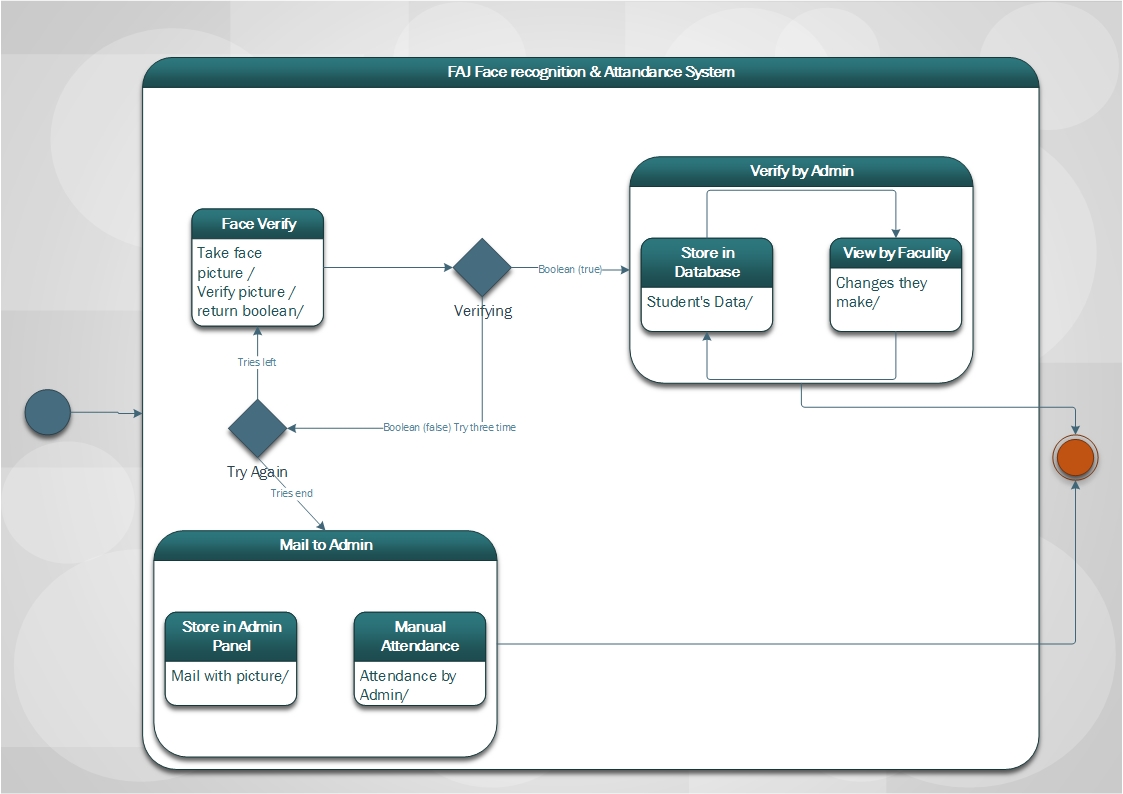 FAJ Face recognition & Attandance System
Verify by Admin
Face Verify
Take face
picture /
Verify picture /
return boolean/
Verifying
Boolean (true)
Store in
Database
Student's Data/
View by Faculity
Changes they
make/
Tries left
Boolean (false) Try three time
Try Again
Tries end
Mail to Admin
Store in Admin
Panel
Mail with picture/
Manual
Attendance
Attendance by
Admin/